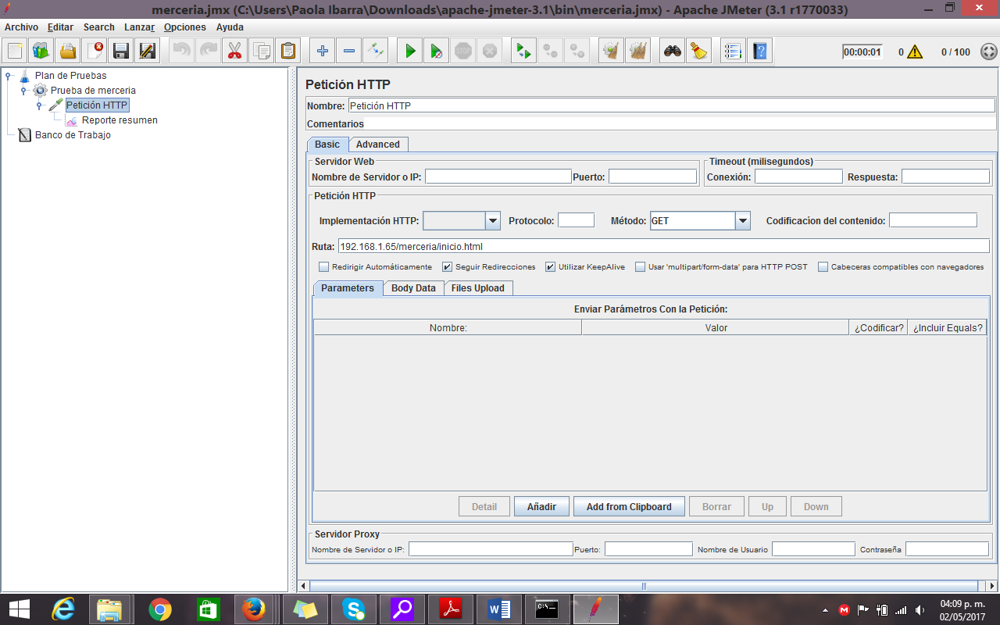 merceria.jmx (C:\Users\Paola Ibarra\Downloads\apache-jmeter-3.1\bin\merceria.jmx) - Apache JMeter (3.1 r1770033)
Archivo Editar Search Lanzar Opciones Ayuda
STOP 00:00:01 0 0 / 100
Plan de Pruebas
Prueba de merceria
Petición HTTP
Reporte resumen
Banco de Trabajo
Petición HTTP
Nombre: Petición HTTP
Comentarios
Basic Advanced
Servidor Web
Nombre de Servidor o IP: Puerto:
Timeout (milisegundos)
Conexión: Respuesta:
Petición HTTP
Implementación HTTP: Protocolo: Método: GET Codificacíon del contenido:
Ruta: 192.168.1.65/merceria/inicio.html
Redirigir Automáticamente Seguir Redirecciones Utilizar KeepAlive Usar 'multipart/form-data' para HTTP POST Cabeceras compatibles con navegadores
Parameters Body Data Files Upload
Enviar Parámetros Con la Petición:
Nombre: Valor ¿Codificar? ¿Incluir Equals?
Detail Añadir Add from Clipboard Borrar Up Down
Servidor Proxy
Nombre de Servidor o IP: Puerto: Nombre de Usuario Contraseña
04:09 p. m.
02/05/2017